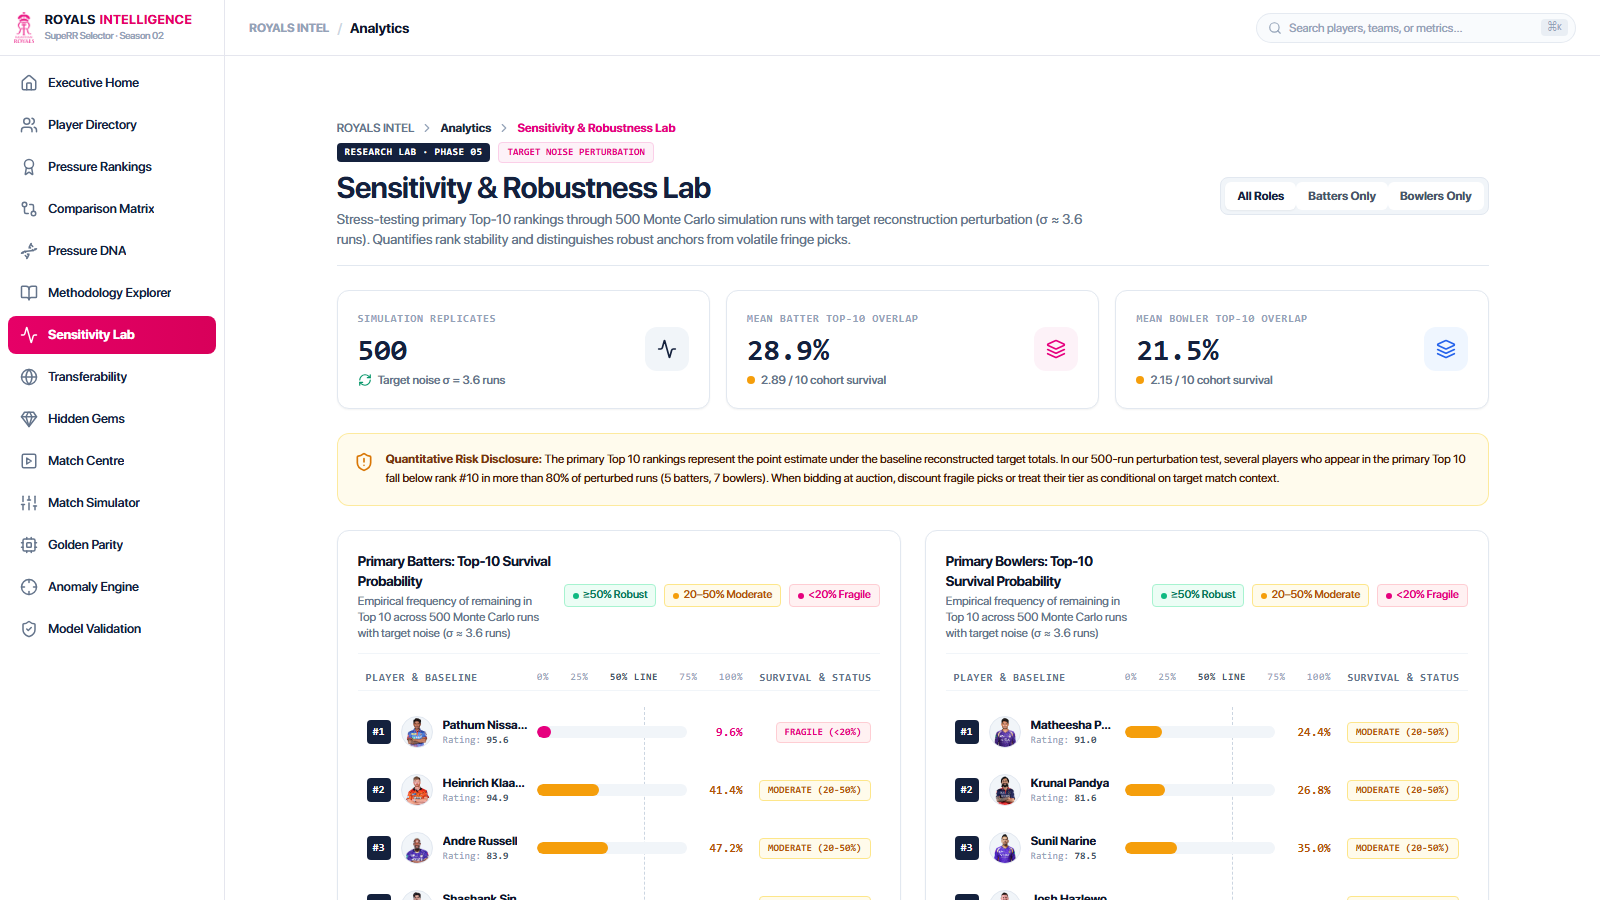 ROYALS INTELLIGENCE
SupeRR Selector · Season 02
ROYALS INTEL / Analytics
Search players, teams, or metrics...
⌘K
Executive Home
Player Directory
Pressure Rankings
Comparison Matrix
Pressure DNA
Methodology Explorer
Sensitivity Lab
Transferability
Hidden Gems
Match Centre
Match Simulator
Golden Parity
Anomaly Engine
Model Validation
ROYALS INTEL > Analytics > Sensitivity & Robustness Lab
RESEARCH LAB · PHASE 05
TARGET NOISE PERTURBATION
Sensitivity & Robustness Lab
Stress-testing primary Top-10 rankings through 500 Monte Carlo simulation runs with target reconstruction perturbation (σ ≈ 3.6
runs). Quantifies rank stability and distinguishes robust anchors from volatile fringe picks.
All Roles
Batters Only
Bowlers Only
SIMULATION REPLICATES
500
Target noise σ = 3.6 runs
MEAN BATTER TOP-10 OVERLAP
28.9%
2.89 / 10 cohort survival
MEAN BOWLER TOP-10 OVERLAP
21.5%
2.15 / 10 cohort survival
Quantitative Risk Disclosure: The primary Top 10 rankings represent the point estimate under the baseline reconstructed target totals. In our 500-run perturbation test, several players who appear in the primary Top 10
fall below rank #10 in more than 80% of perturbed runs (5 batters, 7 bowlers). When bidding at auction, discount fragile picks or treat their tier as conditional on target match context.
Primary Batters: Top-10 Survival
Probability
Empirical frequency of remaining in
Top 10 across 500 Monte Carlo runs
with target noise (σ ≈ 3.6 runs)
≥50% Robust
20–50% Moderate
<20% Fragile
PLAYER & BASELINE
0% 25% 50% LINE 75% 100%
SURVIVAL & STATUS
#1
Pathum Nissa...
Rating: 95.6
9.6%
FRAGILE (<20%)
#2
Heinrich Klaa...
Rating: 94.9
41.4%
MODERATE (20-50%)
#3
Andre Russell
Rating: 83.9
47.2%
MODERATE (20-50%)
Shashank Sin...
Primary Bowlers: Top-10
Survival Probability
Empirical frequency of remaining in
Top 10 across 500 Monte Carlo runs
with target noise (σ ≈ 3.6 runs)
≥50% Robust
20–50% Moderate
<20% Fragile
PLAYER & BASELINE
0% 25% 50% LINE 75% 100%
SURVIVAL & STATUS
#1
Matheesha P...
Rating: 91.0
24.4%
MODERATE (20-50%)
#2
Krunal Pandya
Rating: 81.6
26.8%
MODERATE (20-50%)
#3
Sunil Narine
Rating: 78.5
35.0%
MODERATE (20-50%)
Josh Hazlewo...